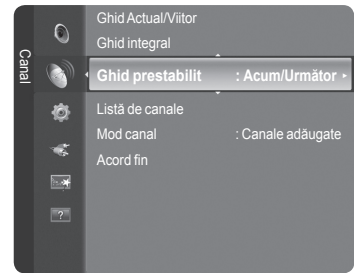 Canal
Ghid Actual/Viitor
Ghid integral
Ghid prestabilit : Acum/Următor
Listă de canale
Mod canal : Canale adăugate
Acord fin
?